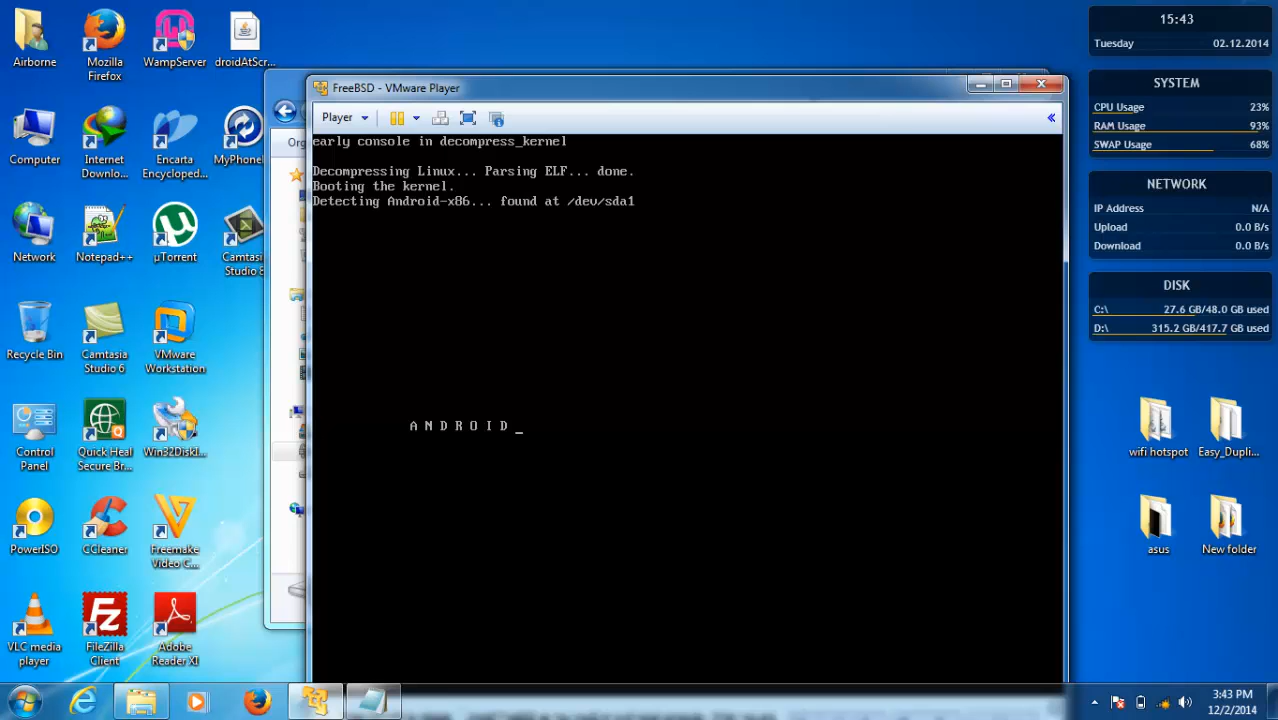 Airborne
Mozilla
Firefox
WampServer
droidAtScr...
Computer
Internet
Downlo...
Encarta
Encycloped...
MyPhone
Network
Notepad++
µTorrent
Camtasia
Studio 8
Recycle Bin
Camtasia
Studio 6
VMware
Workstation
Control
Panel
Quick Heal
Secure Br...
Win32DiskI...
PowerISO
CCleaner
Freemake
Video C...
VLC media
player
FileZilla
Client
Adobe
Reader XI
Org
FreeBSD - VMware Player
Player
early console in decompress_kernel
Decompressing Linux... Parsing ELF... done.
Booting the kernel.
Detecting Android-x86... found at /dev/sda1
A N D R O I D _
15:43
Tuesday 02.12.2014
SYSTEM
CPU Usage 23%
RAM Usage 93%
SWAP Usage 68%
NETWORK
IP Address N/A
Upload 0.0 B/s
Download 0.0 B/s
DISK
C:\ 27.6 GB/48.0 GB used
D:\ 315.2 GB/417.7 GB used
wifi hotspot
Easy_Dupli...
asus
New folder
3:43 PM
12/2/2014